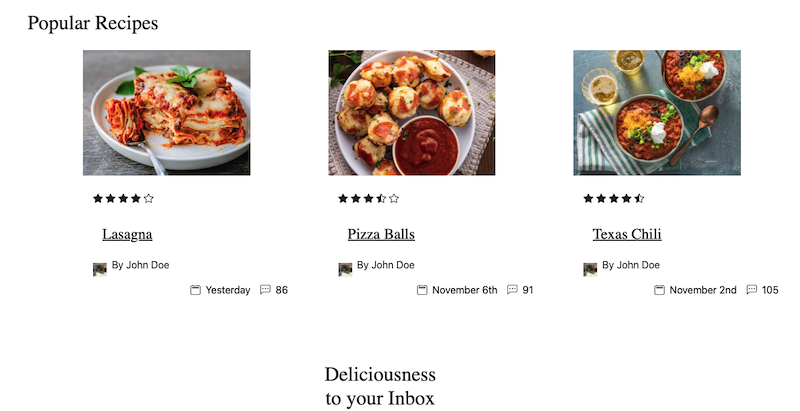 Popular Recipes
Lasagna
Pizza Balls
Texas Chili
By John Doe
By John Doe
By John Doe
Yesterday 86
November 6th 91
November 2nd 105
Deliciousness
to your Inbox